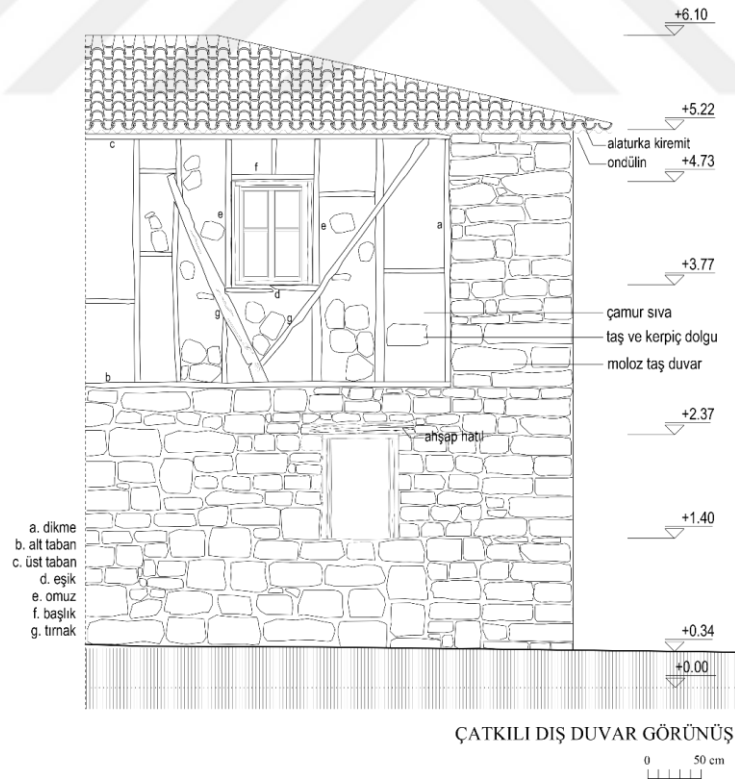 +6.10
+5.22
alaturka kiremit
ondülin
+4.73
c
f
e
e
a
+3.77
d
g
g
çamur sıva
taş ve kerpiç dolgu
moloz taş duvar
b
+2.37
ahşap hatıl
+1.40
a. dikme
b. alt taban
c. üst taban
d. eşik
e. omuz
f. başlık
g. tırnak
+0.34
+0.00
ÇATKILI DIŞ DUVAR GÖRÜNÜŞ
0 50 cm